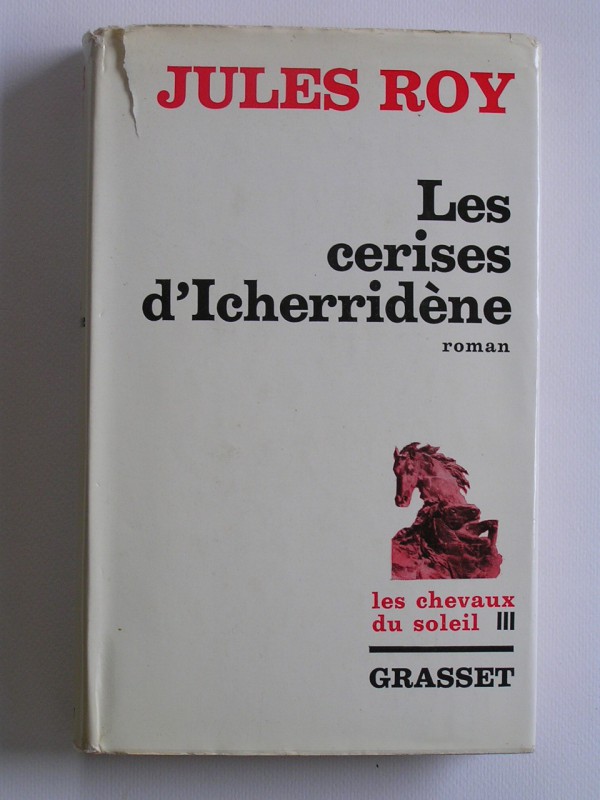 JULES ROY
Les
cerises
d'Icherridène
roman
les chevaux
du soleil III
GRASSET